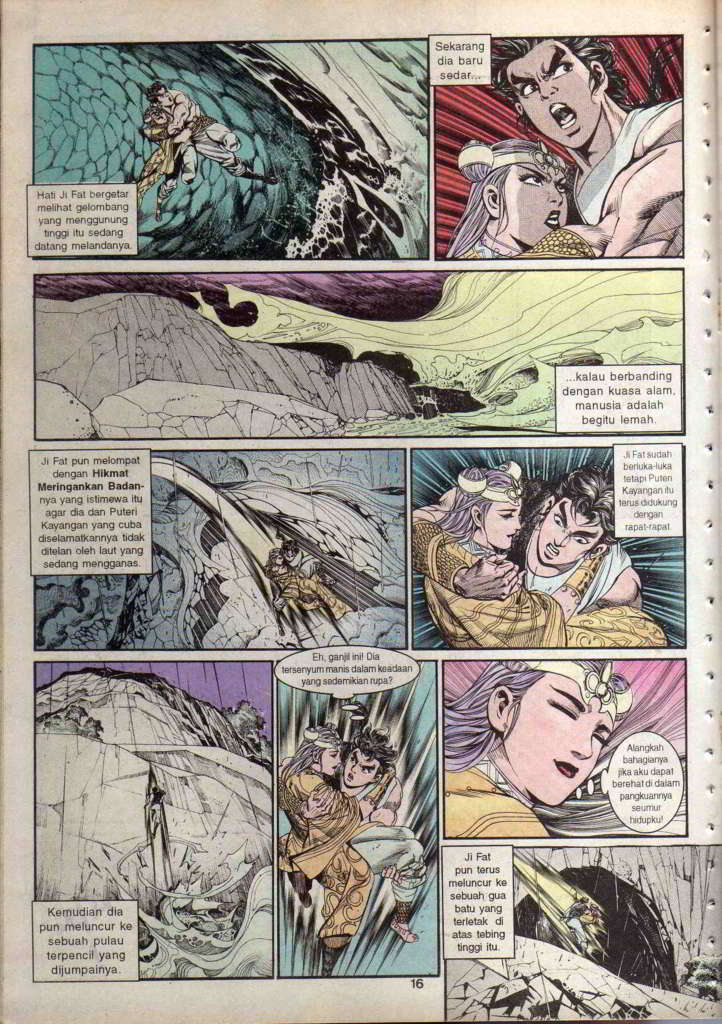 Hati Ji Fat bergetar
melihat gelombang
yang menggunung
tinggi itu sedang
datang melandanya.
Sekarang
dia baru
sedar...
...kalau berbanding
dengan kuasa alam,
manusia adalah
begitu lemah.
Ji Fat pun melompat
dengan Hikmat
Meringankan Badan-
nya yang istimewa itu
agar dia dan Puteri
Kayangan yang cuba
diselamatkannya tidak
ditelan oleh laut yang
sedang mengganas.
Ji Fat sudah
berluka-luka
tetapi Puteri
Kayangan itu
terus didukung
dengan
rapat-rapat.
Kemudian dia
pun meluncur ke
sebuah pulau
terpencil yang
dijumpainya.
Eh, ganjil ini! Dia
tersenyum manis dalam keadaan
yang sedemikian rupa?
Alangkah
bahagianya
jika aku dapat
berehat di dalam
pangkuannya
seumur
hidupku!
Ji Fat
pun terus
meluncur ke
sebuah gua
batu yang
terletak di
atas tebing
tinggi itu.
16